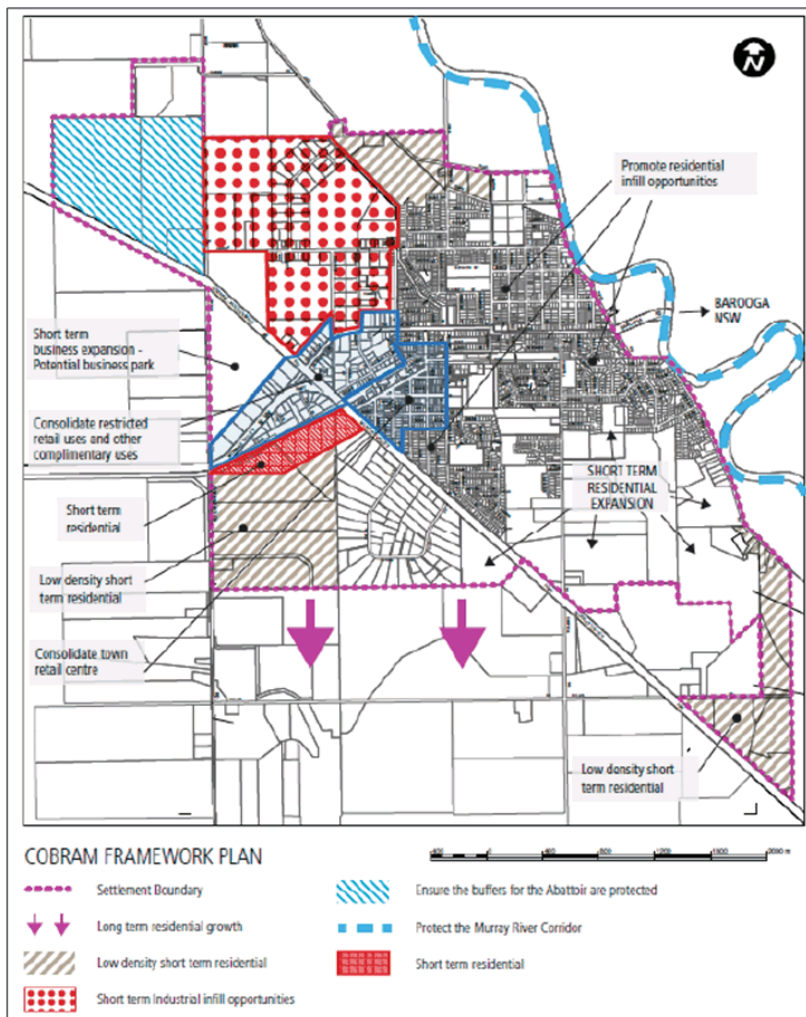 N
Promote residential
infill opportunities
BAROOGA
NSW
Short term
business expansion -
Potential business park
Consolidate restricted
retail uses and other
complimentary uses
SHORT TERM
RESIDENTIAL
EXPANSION
Short term
residential
Low density short
term residential
Consolidate town
retail centre
Low density short
term residential
COBRAM FRAMEWORK PLAN
Settlement Boundary
Ensure the buffers for the Abattoir are protected
Long term residential growth
Protect the Murray River Corridor
Low density short term residential
Short term residential
Short term Industrial infill opportunities